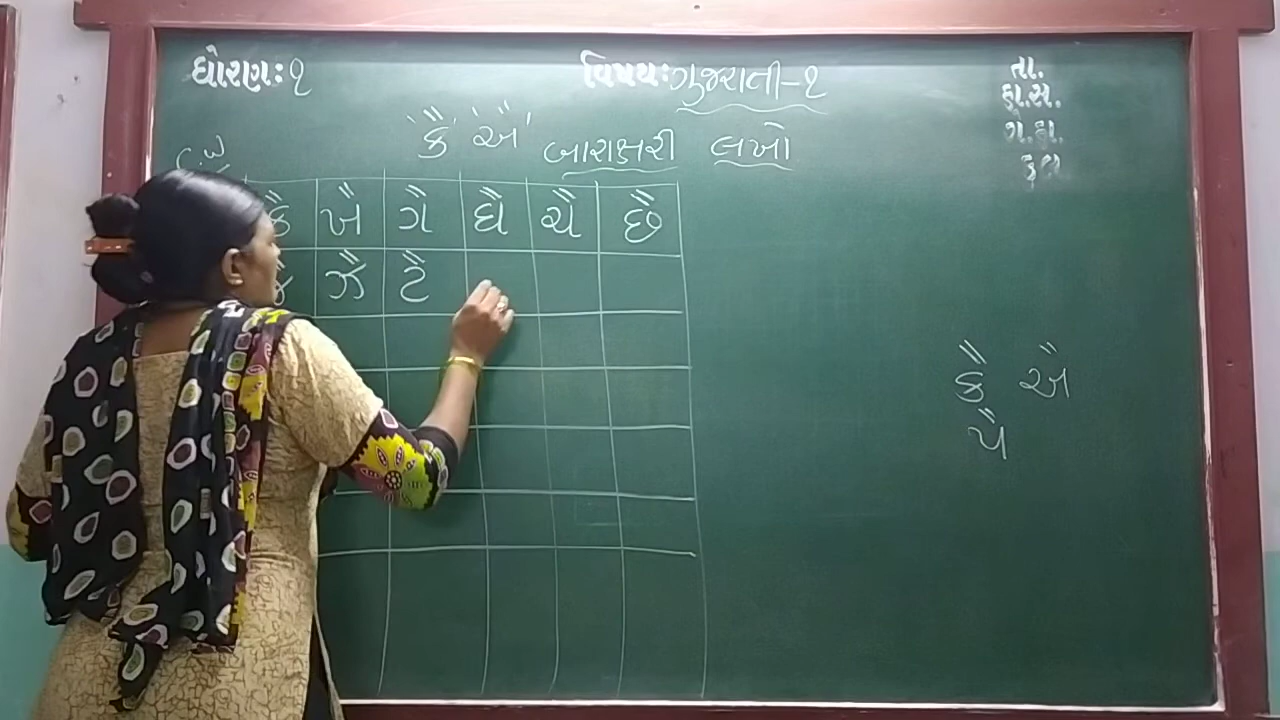 ધોરણઃ૧ વિષયઃગુજરાતી-૧ તા.
હા.સ.
ગે.હા.
કુલ
C.W
'કૈ' 'ઐ' બારાક્ષરી લખો
કૈ ખૈ ગૈ ઘૈ ચૈ છૈ
ઝૈ ટૈ
કૈ ઐ
પૈ